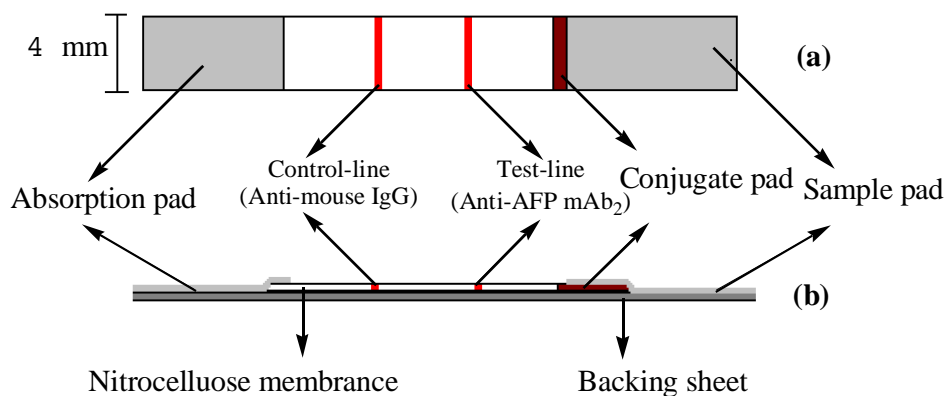 4 mm
(a)
Control-line
(Anti-mouse IgG)
Test-line
(Anti-AFP mAb2)
Conjugate pad
Absorption pad
Sample pad
(b)
Nitrocelluose membrance
Backing sheet